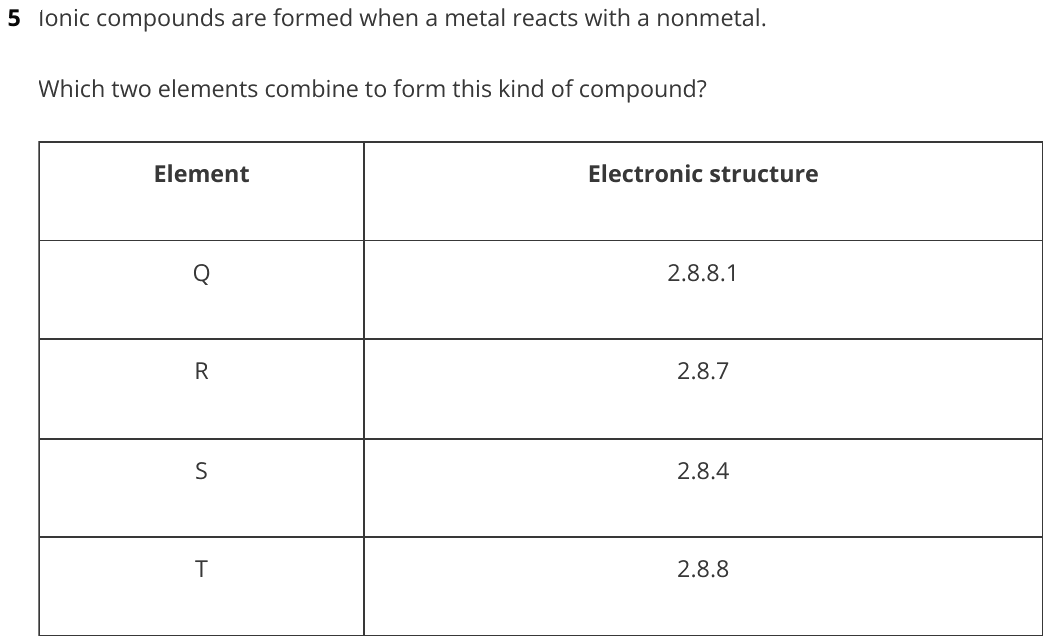 5 Ionic compounds are formed when a metal reacts with a nonmetal.
Which two elements combine to form this kind of compound?
Element Electronic structure
Q 2.8.8.1
R 2.8.7
S 2.8.4
T 2.8.8